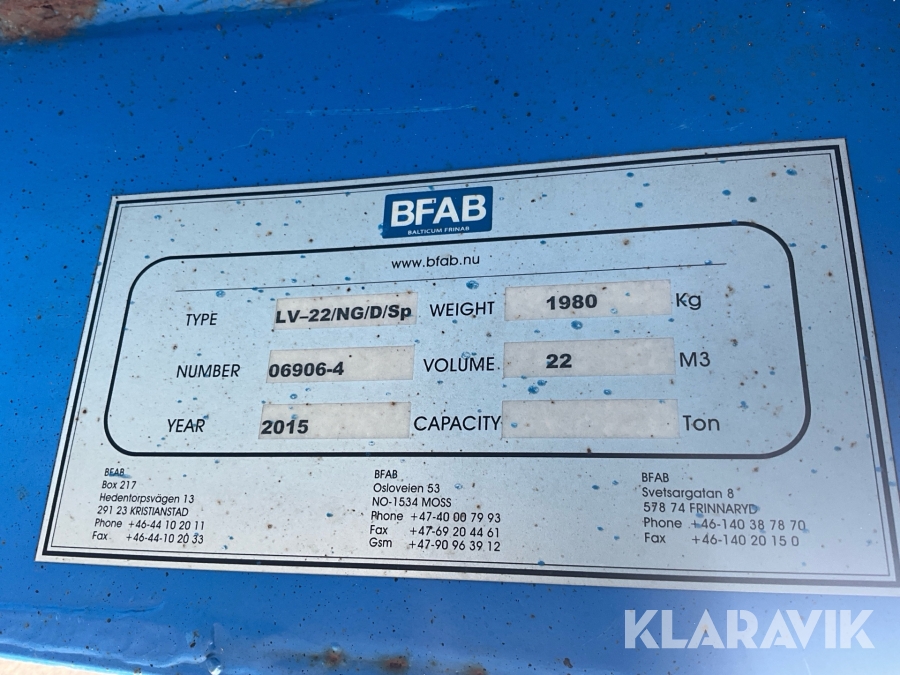 BFAB
BALTICUM FRINAB
www.bfab.nu
TYPE LV-22/NG/D/Sp WEIGHT 1980 Kg
NUMBER 06906-4 VOLUME 22 M3
YEAR 2015 CAPACITY Ton
BFAB
Box 217
Hedentorpsvägen 13
291 23 KRISTIANSTAD
Phone +46-44 10 20 11
Fax +46-44-10 20 33
BFAB
Osloveien 53
NO-1534 MOSS
Phone +47-40 00 79 93
Fax +47-69 20 44 61
Gsm +47-90 96 39 12
BFAB
Svetsargatan 8
578 74 FRINNARYD
Phone +46-140 38 78 70
Fax +46-140 20 15 0
KLARAVIK